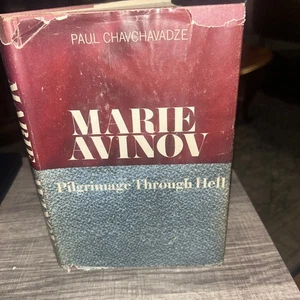 PAUL CHAVCHAVADZE
MARIE
AVINOV
Pilgrimage Through Hell